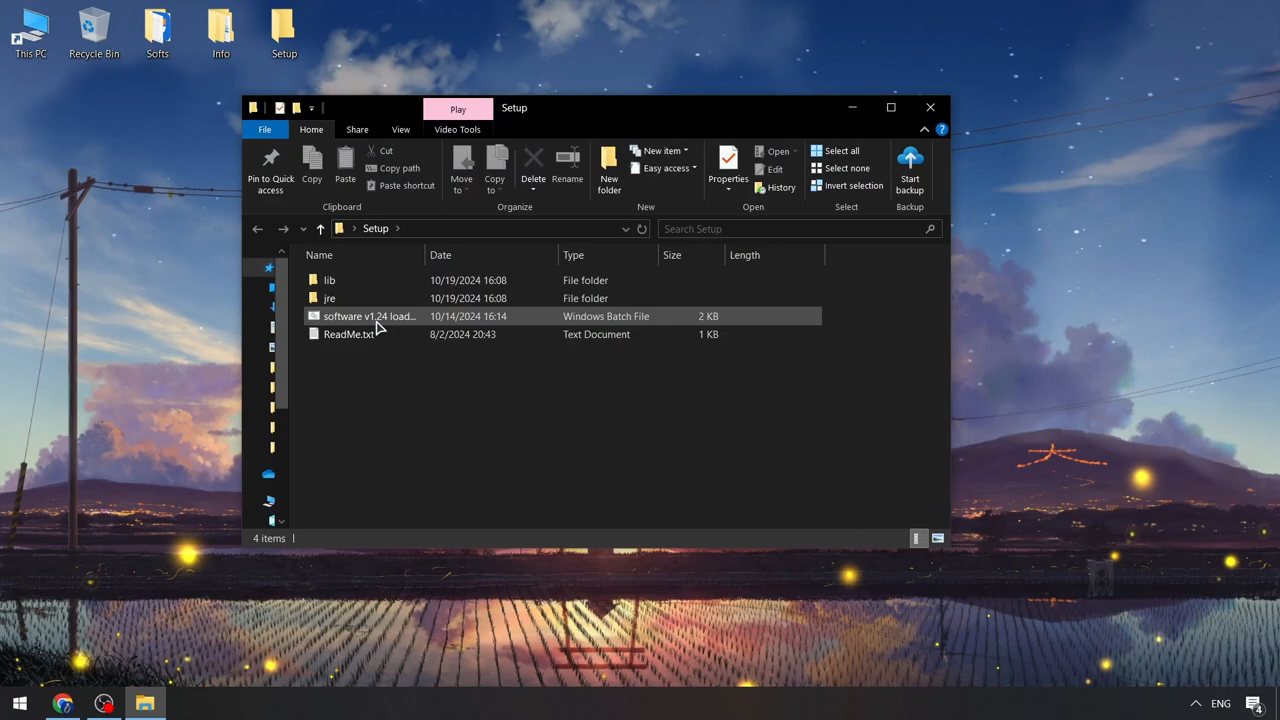 This PC
Recycle Bin
Softs
Info
Setup
Play
Setup
File
Home
Share
View
Video Tools
Pin to Quick access
Copy
Paste
Cut
Copy path
Paste shortcut
Clipboard
Move to
Copy to
Delete
Rename
Organize
New folder
New item
Easy access
New
Properties
Open
Edit
History
Open
Select all
Select none
Invert selection
Select
Start backup
Backup
Setup
Search Setup
Name Date Type Size Length
lib 10/19/2024 16:08 File folder
jre 10/19/2024 16:08 File folder
software v1.24 load... 10/14/2024 16:14 Windows Batch File 2 KB
ReadMe.txt 8/2/2024 20:43 Text Document 1 KB
4 items
ENG
4